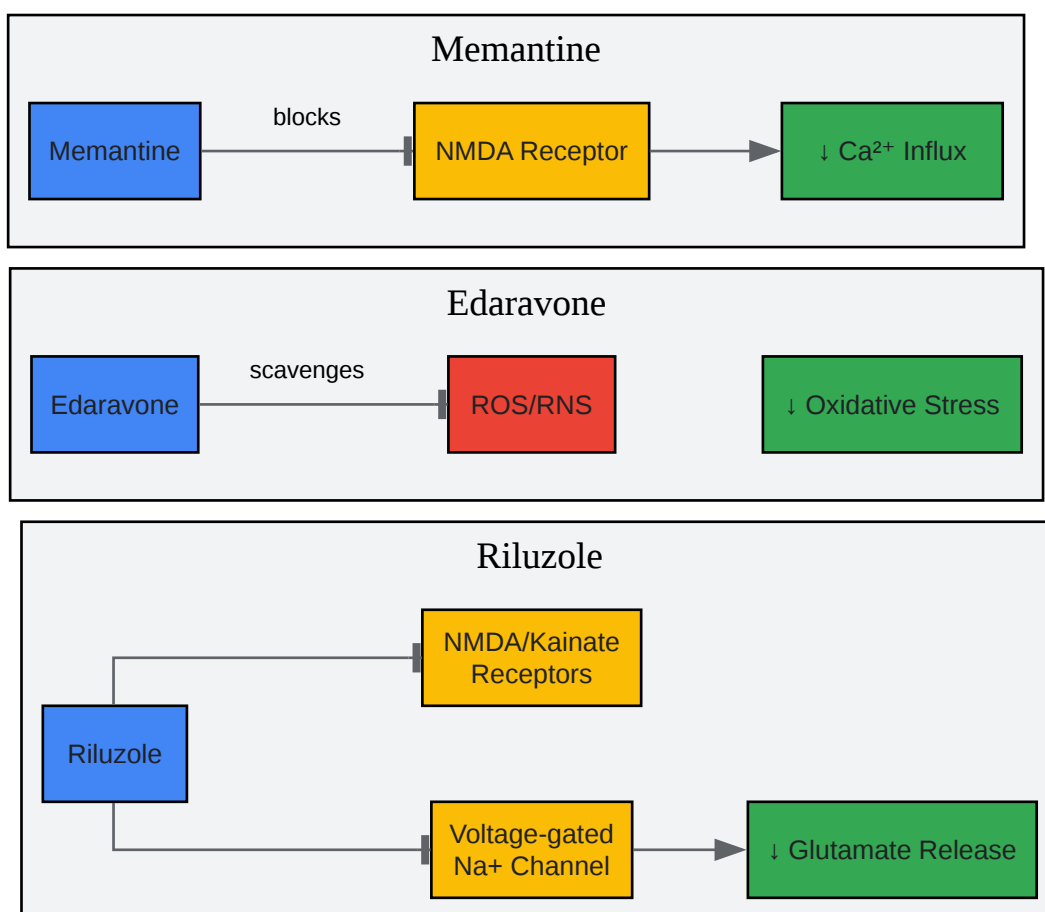 Memantine
blocks
Memantine
NMDA Receptor
↓ Ca²⁺ Influx
Edaravone
scavenges
Edaravone
ROS/RNS
↓ Oxidative Stress
Riluzole
NMDA/Kainate
Receptors
Riluzole
Voltage-gated
Na+ Channel
↓ Glutamate Release